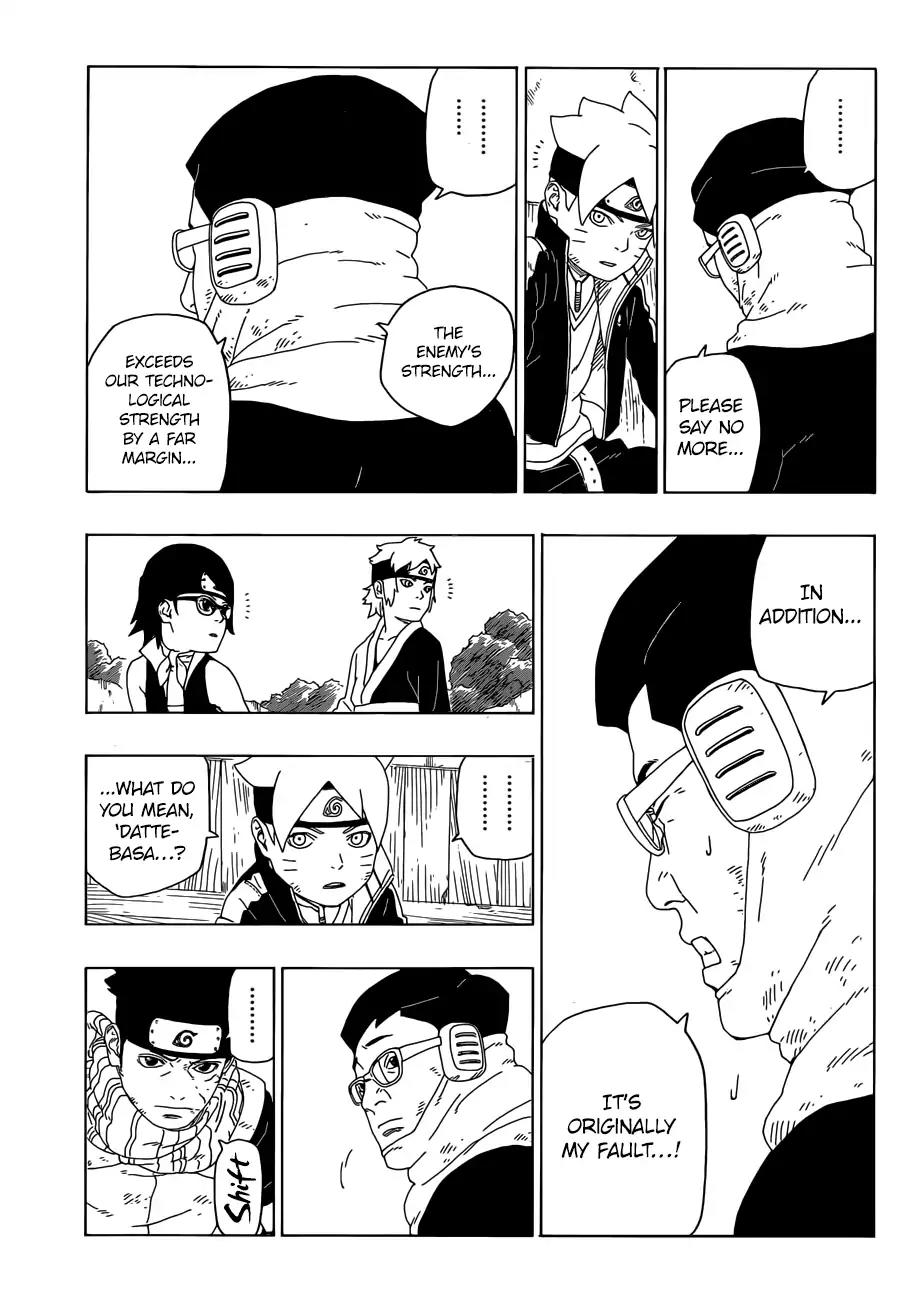 ………
PLEASE
SAY NO
MORE...
………
THE
ENEMY'S
STRENGTH...
EXCEEDS
OUR TECHNO-
LOGICAL
STRENGTH
BY A FAR
MARGIN...
IN
ADDITION...
IT'S
ORIGINALLY
MY FAULT...!
………
...WHAT DO
YOU MEAN,
'DATTE-
BASA...?
………
Shift